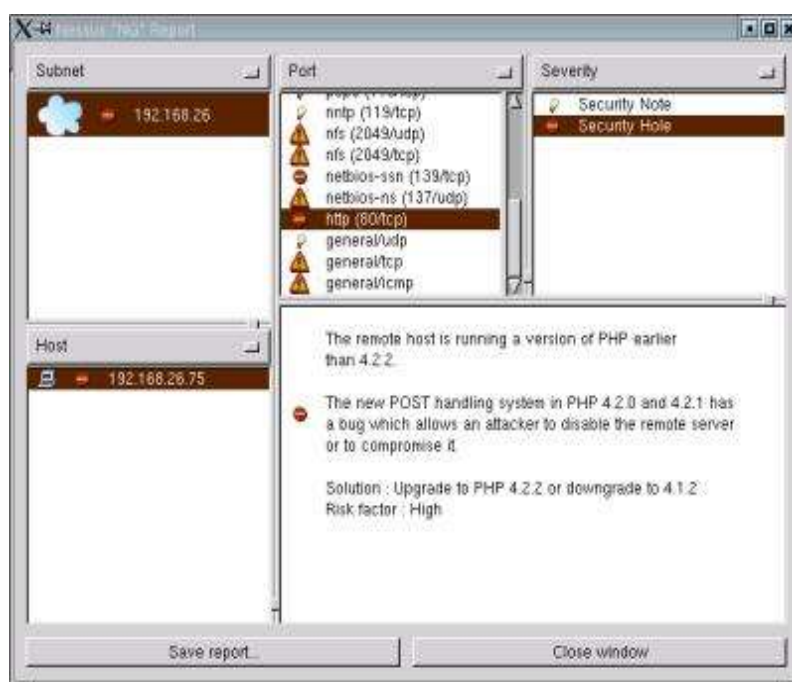 Nessus "NG" Report
Subnet
192.168.26
Port
nntp (119/tcp)
nfs (2049/udp)
nfs (2049/tcp)
netbios-ssn (139/tcp)
netbios-ns (137/udp)
http (80/tcp)
general/udp
general/tcp
general/icmp
Severity
Security Note
Security Hole
Host
192.168.26.75
The remote host is running a version of PHP earlier
than 4.2.2.
The new POST handling system in PHP 4.2.0 and 4.2.1 has
a bug which allows an attacker to disable the remote server
or to compromise it.
Solution : Upgrade to PHP 4.2.2 or downgrade to 4.1.2
Risk factor : High
Save report...
Close window